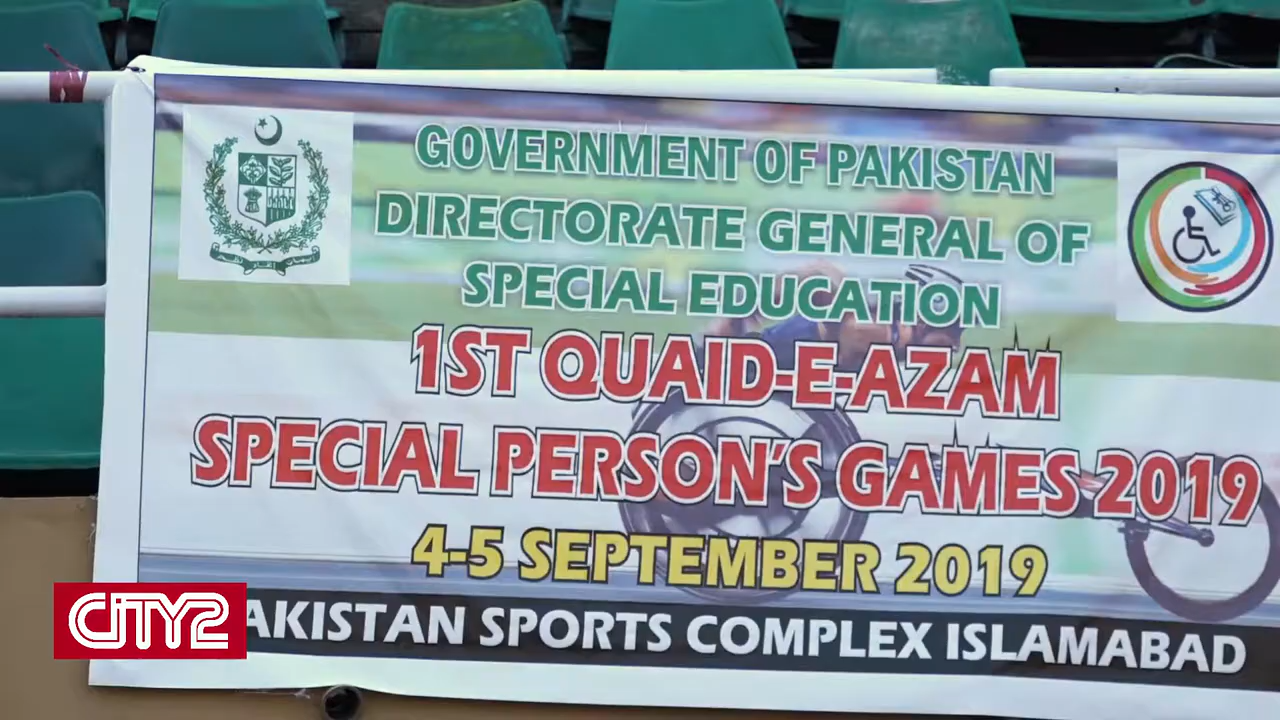 GOVERNMENT OF PAKISTAN
DIRECTORATE GENERAL OF
SPECIAL EDUCATION
1ST QUAID-E-AZAM
SPECIAL PERSON'S GAMES 2019
4-5 SEPTEMBER 2019
AKISTAN SPORTS COMPLEX ISLAMABAD
CITY2